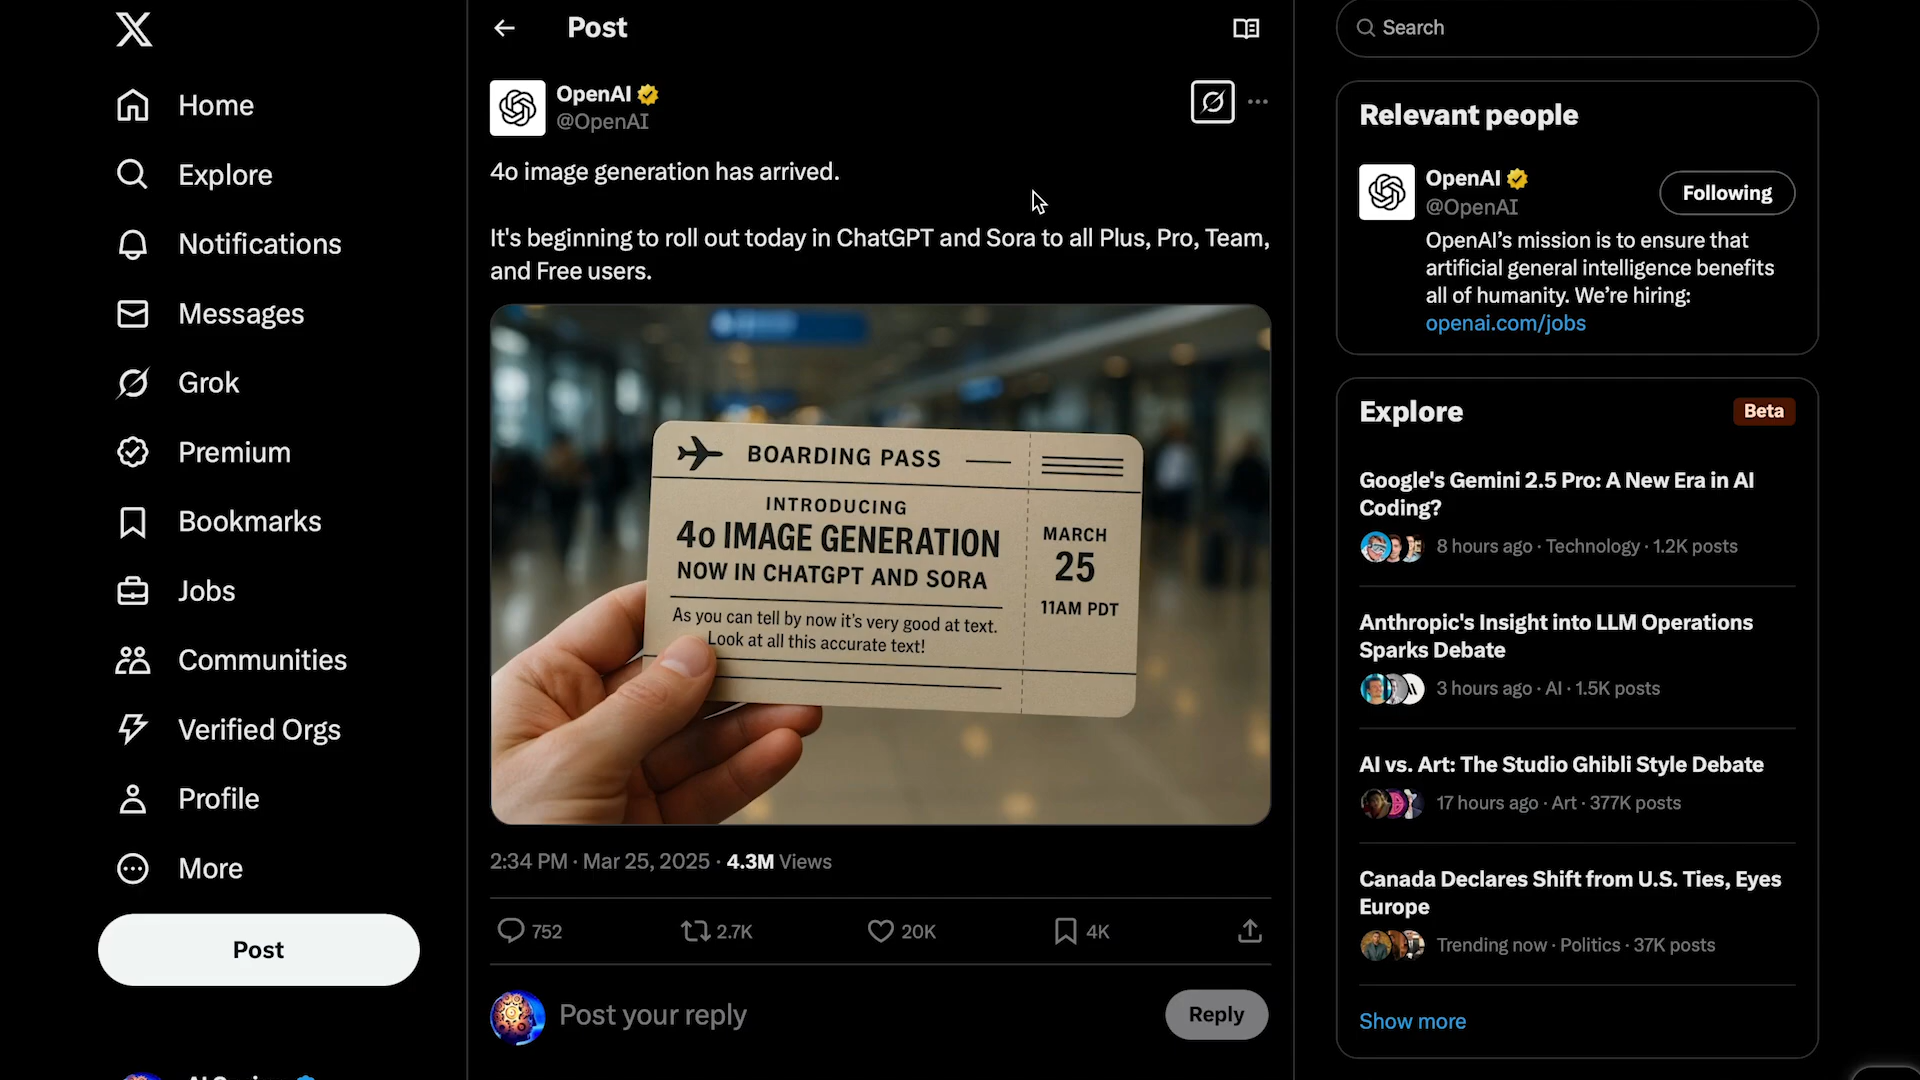 Home
Explore
Notifications
Messages
Grok
Premium
Bookmarks
Jobs
Communities
Verified Orgs
Profile
More
Post
Post
OpenAI
@OpenAI
4o image generation has arrived.
It's beginning to roll out today in ChatGPT and Sora to all Plus, Pro, Team,
and Free users.
BOARDING PASS
INTRODUCING
4o IMAGE GENERATION
NOW IN CHATGPT AND SORA
As you can tell by now it's very good at text.
Look at all this accurate text!
MARCH
25
11AM PDT
2:34 PM · Mar 25, 2025 · 4.3M Views
752 2.7K 20K 4K
Post your reply
Reply
Search
Relevant people
OpenAI
@OpenAI
Following
OpenAI’s mission is to ensure that
artificial general intelligence benefits
all of humanity. We’re hiring:
openai.com/jobs
Explore
Beta
Google's Gemini 2.5 Pro: A New Era in AI
Coding?
8 hours ago · Technology · 1.2K posts
Anthropic's Insight into LLM Operations
Sparks Debate
3 hours ago · AI · 1.5K posts
AI vs. Art: The Studio Ghibli Style Debate
17 hours ago · Art · 377K posts
Canada Declares Shift from U.S. Ties, Eyes
Europe
Trending now · Politics · 37K posts
Show more